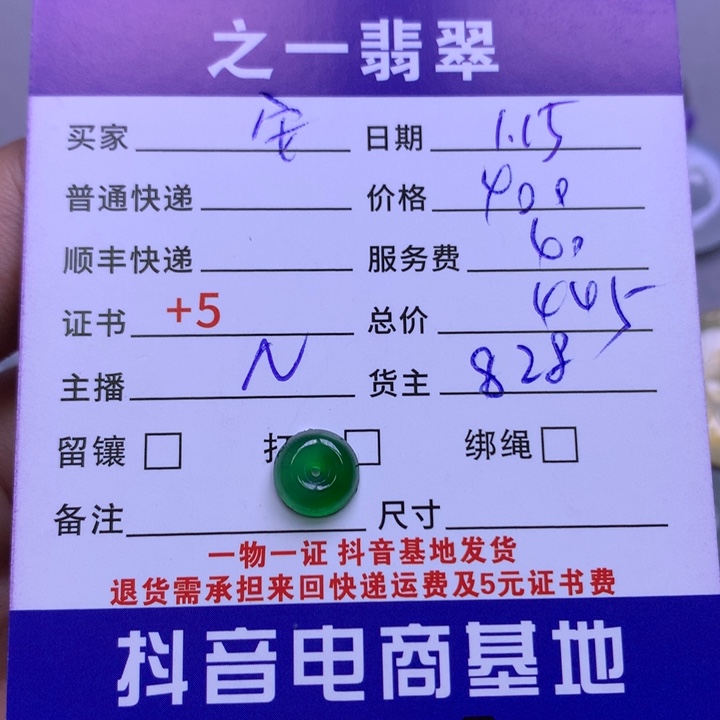 之一翡翠
买家 宅 日期 1.15
普通快递 价格 400
顺丰快递 服务费 60
证书 +5 总价 445
主播 N 货主 828
留镶 打 绑绳
备注 尺寸
一物一证 抖音基地发货
退货需承担来回快递运费及5元证书费
抖音电商基地